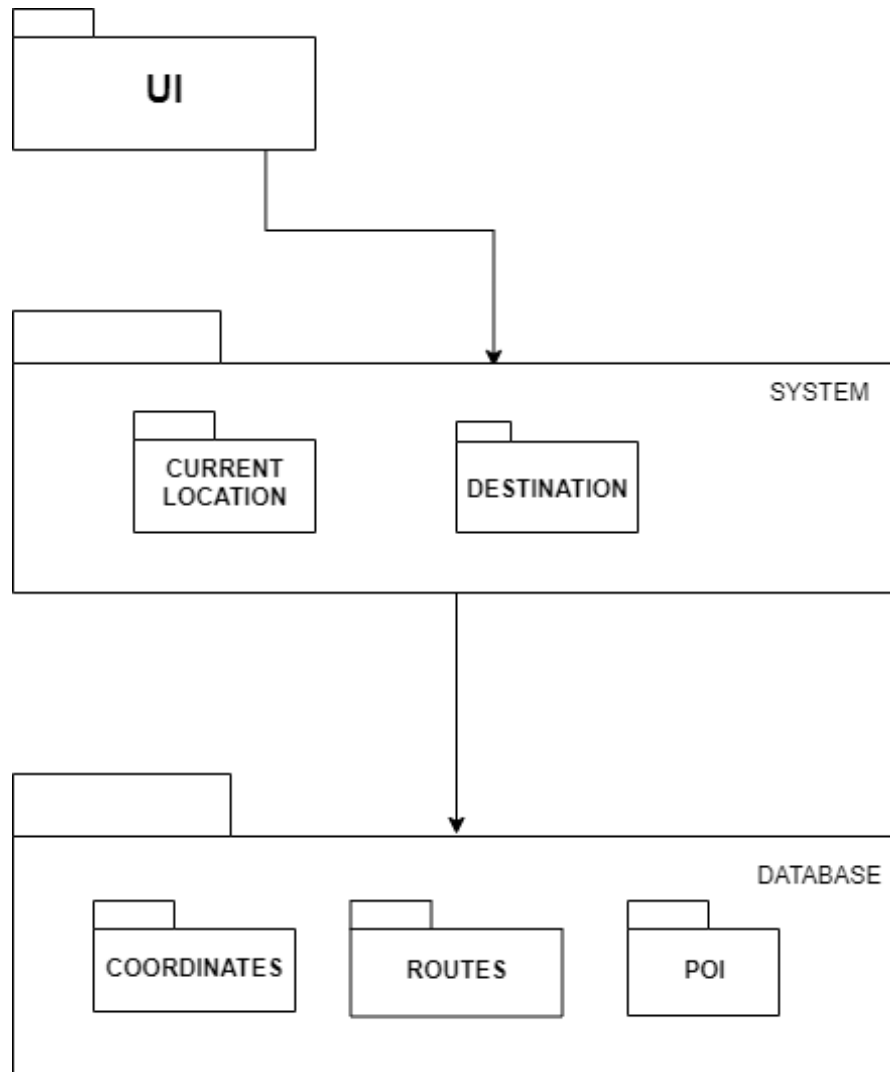 UI
SYSTEM
CURRENT
LOCATION
DESTINATION
DATABASE
COORDINATES
ROUTES
POI